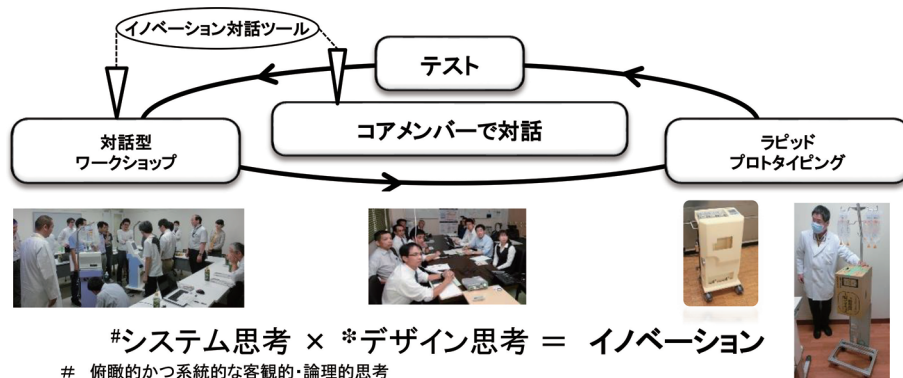 イノベーション対話ツール
テスト
コアメンバーで対話
対話型
ワークショップ
ラピッド
プロトタイピング
#システム思考 × *デザイン思考 = イノベーション
# 俯瞰的かつ系統的な客観的・論理的思考